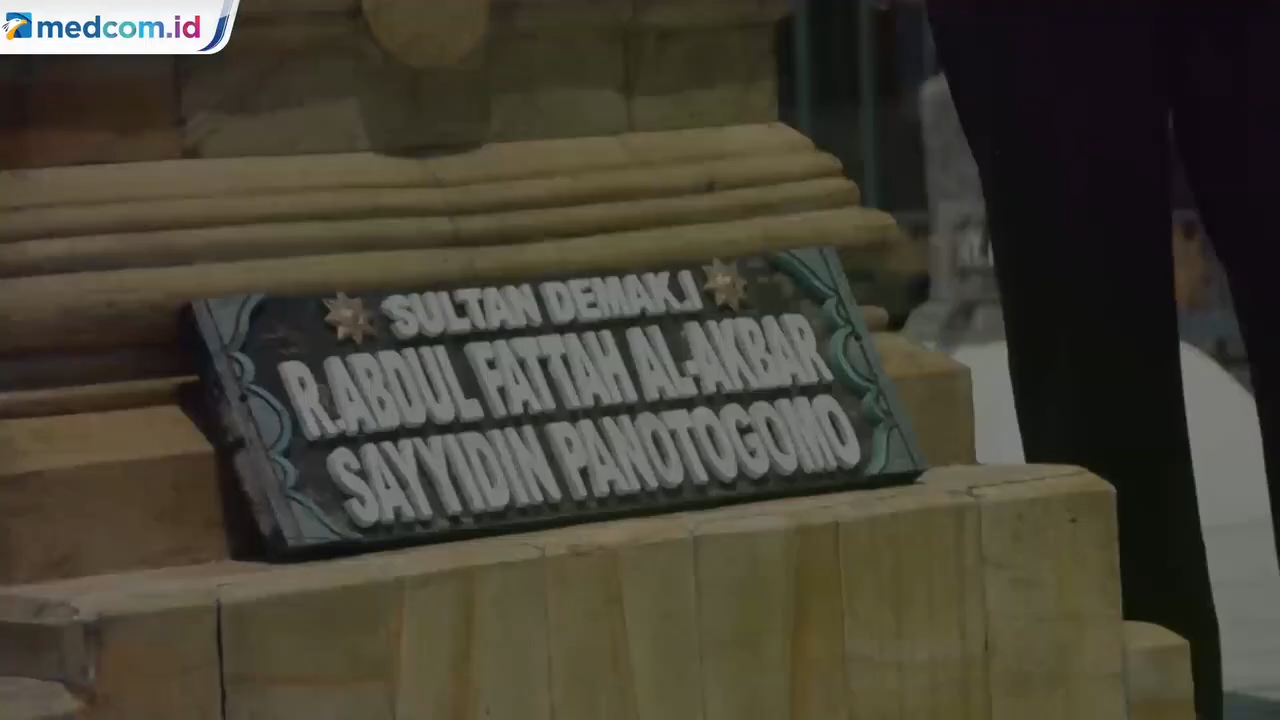 medcom.id
SULTAN DEMAK.I
R.ABDUL FATTAH AL-AKBAR
SAYYIDIN PANOTOGOMO